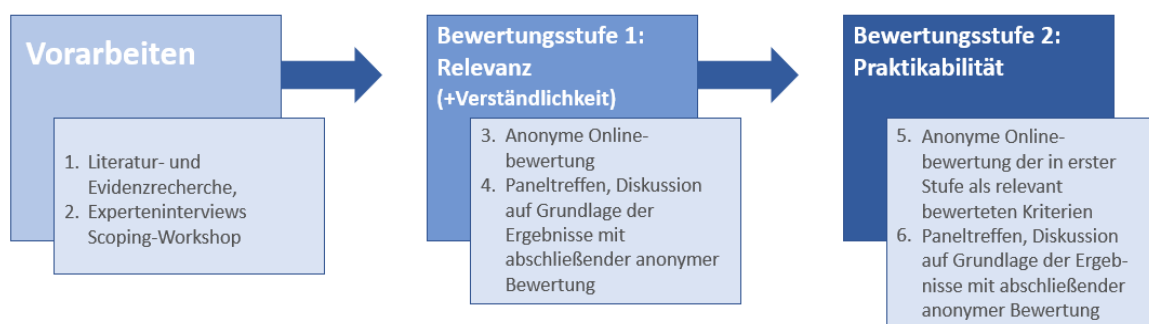 Vorarbeiten
1. Literatur- und
Evidenzrecherche,
2. Experteninterviews
Scoping-Workshop
Bewertungsstufe 1:
Relevanz
(+Verständlichkeit)
3. Anonyme Online-
bewertung
4. Paneltreffen, Diskussion
auf Grundlage der
Ergebnisse mit
abschließender anonymer
Bewertung
Bewertungsstufe 2:
Praktikabilität
5. Anonyme Online-
bewertung der in erster
Stufe als relevant
bewerteten Kriterien
6. Paneltreffen, Diskussion
auf Grundlage der Ergeb-
nisse mit abschließender
anonymer Bewertung